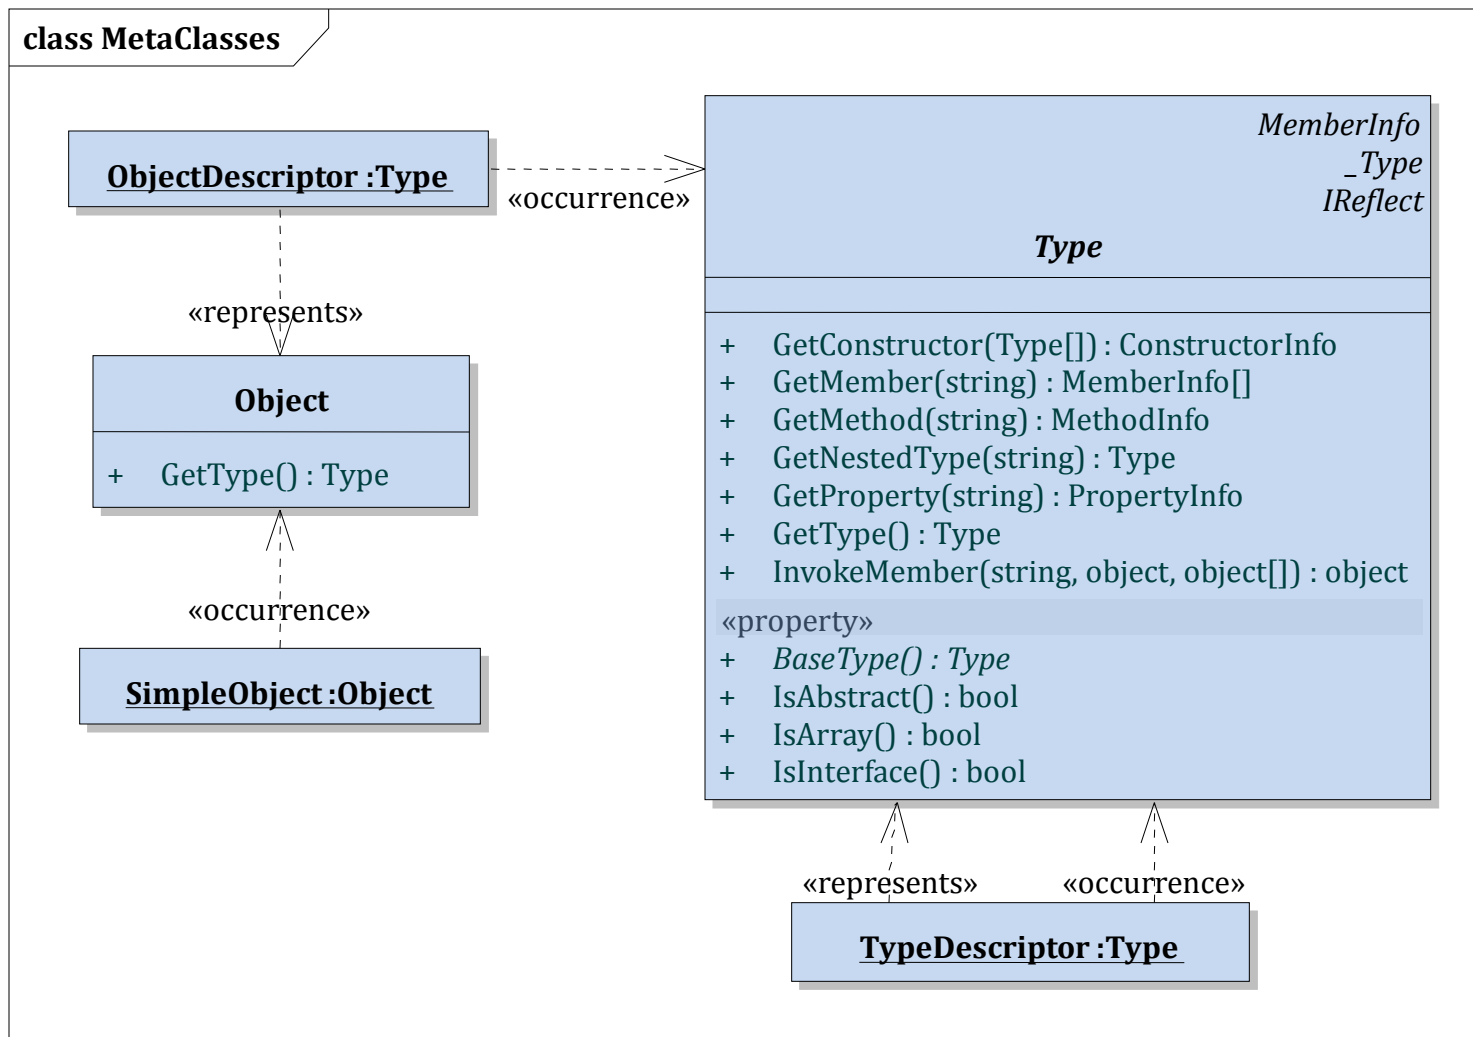 class MetaClasses
MemberInfo
_Type
IReflect
Type
ObjectDescriptor :Type
«occurrence»
«represents»
Object
+ GetType() : Type
«occurrence»
SimpleObject :Object
+ GetConstructor(Type[]) : ConstructorInfo
+ GetMember(string) : MemberInfo[]
+ GetMethod(string) : MethodInfo
+ GetNestedType(string) : Type
+ GetProperty(string) : PropertyInfo
+ GetType() : Type
+ InvokeMember(string, object, object[]) : object
«property»
+ BaseType() : Type
+ IsAbstract() : bool
+ IsArray() : bool
+ IsInterface() : bool
«represents»
«occurrence»
TypeDescriptor :Type